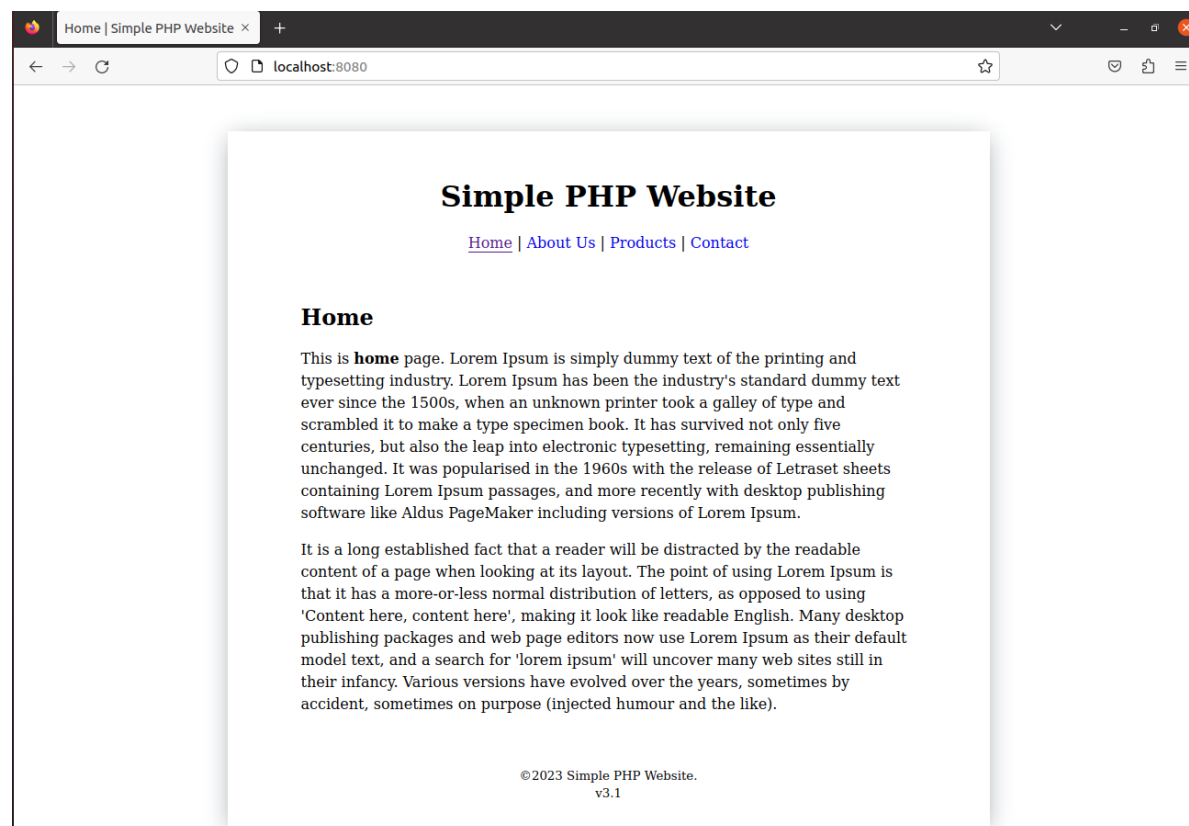 Home | Simple PHP Website
localhost:8080
Simple PHP Website
Home | About Us | Products | Contact
Home
This is home page. Lorem Ipsum is simply dummy text of the printing and
typesetting industry. Lorem Ipsum has been the industry's standard dummy text
ever since the 1500s, when an unknown printer took a galley of type and
scrambled it to make a type specimen book. It has survived not only five
centuries, but also the leap into electronic typesetting, remaining essentially
unchanged. It was popularised in the 1960s with the release of Letraset sheets
containing Lorem Ipsum passages, and more recently with desktop publishing
software like Aldus PageMaker including versions of Lorem Ipsum.
It is a long established fact that a reader will be distracted by the readable
content of a page when looking at its layout. The point of using Lorem Ipsum is
that it has a more-or-less normal distribution of letters, as opposed to using
'Content here, content here', making it look like readable English. Many desktop
publishing packages and web page editors now use Lorem Ipsum as their default
model text, and a search for 'lorem ipsum' will uncover many web sites still in
their infancy. Various versions have evolved over the years, sometimes by
accident, sometimes on purpose (injected humour and the like).
©2023 Simple PHP Website.
v3.1